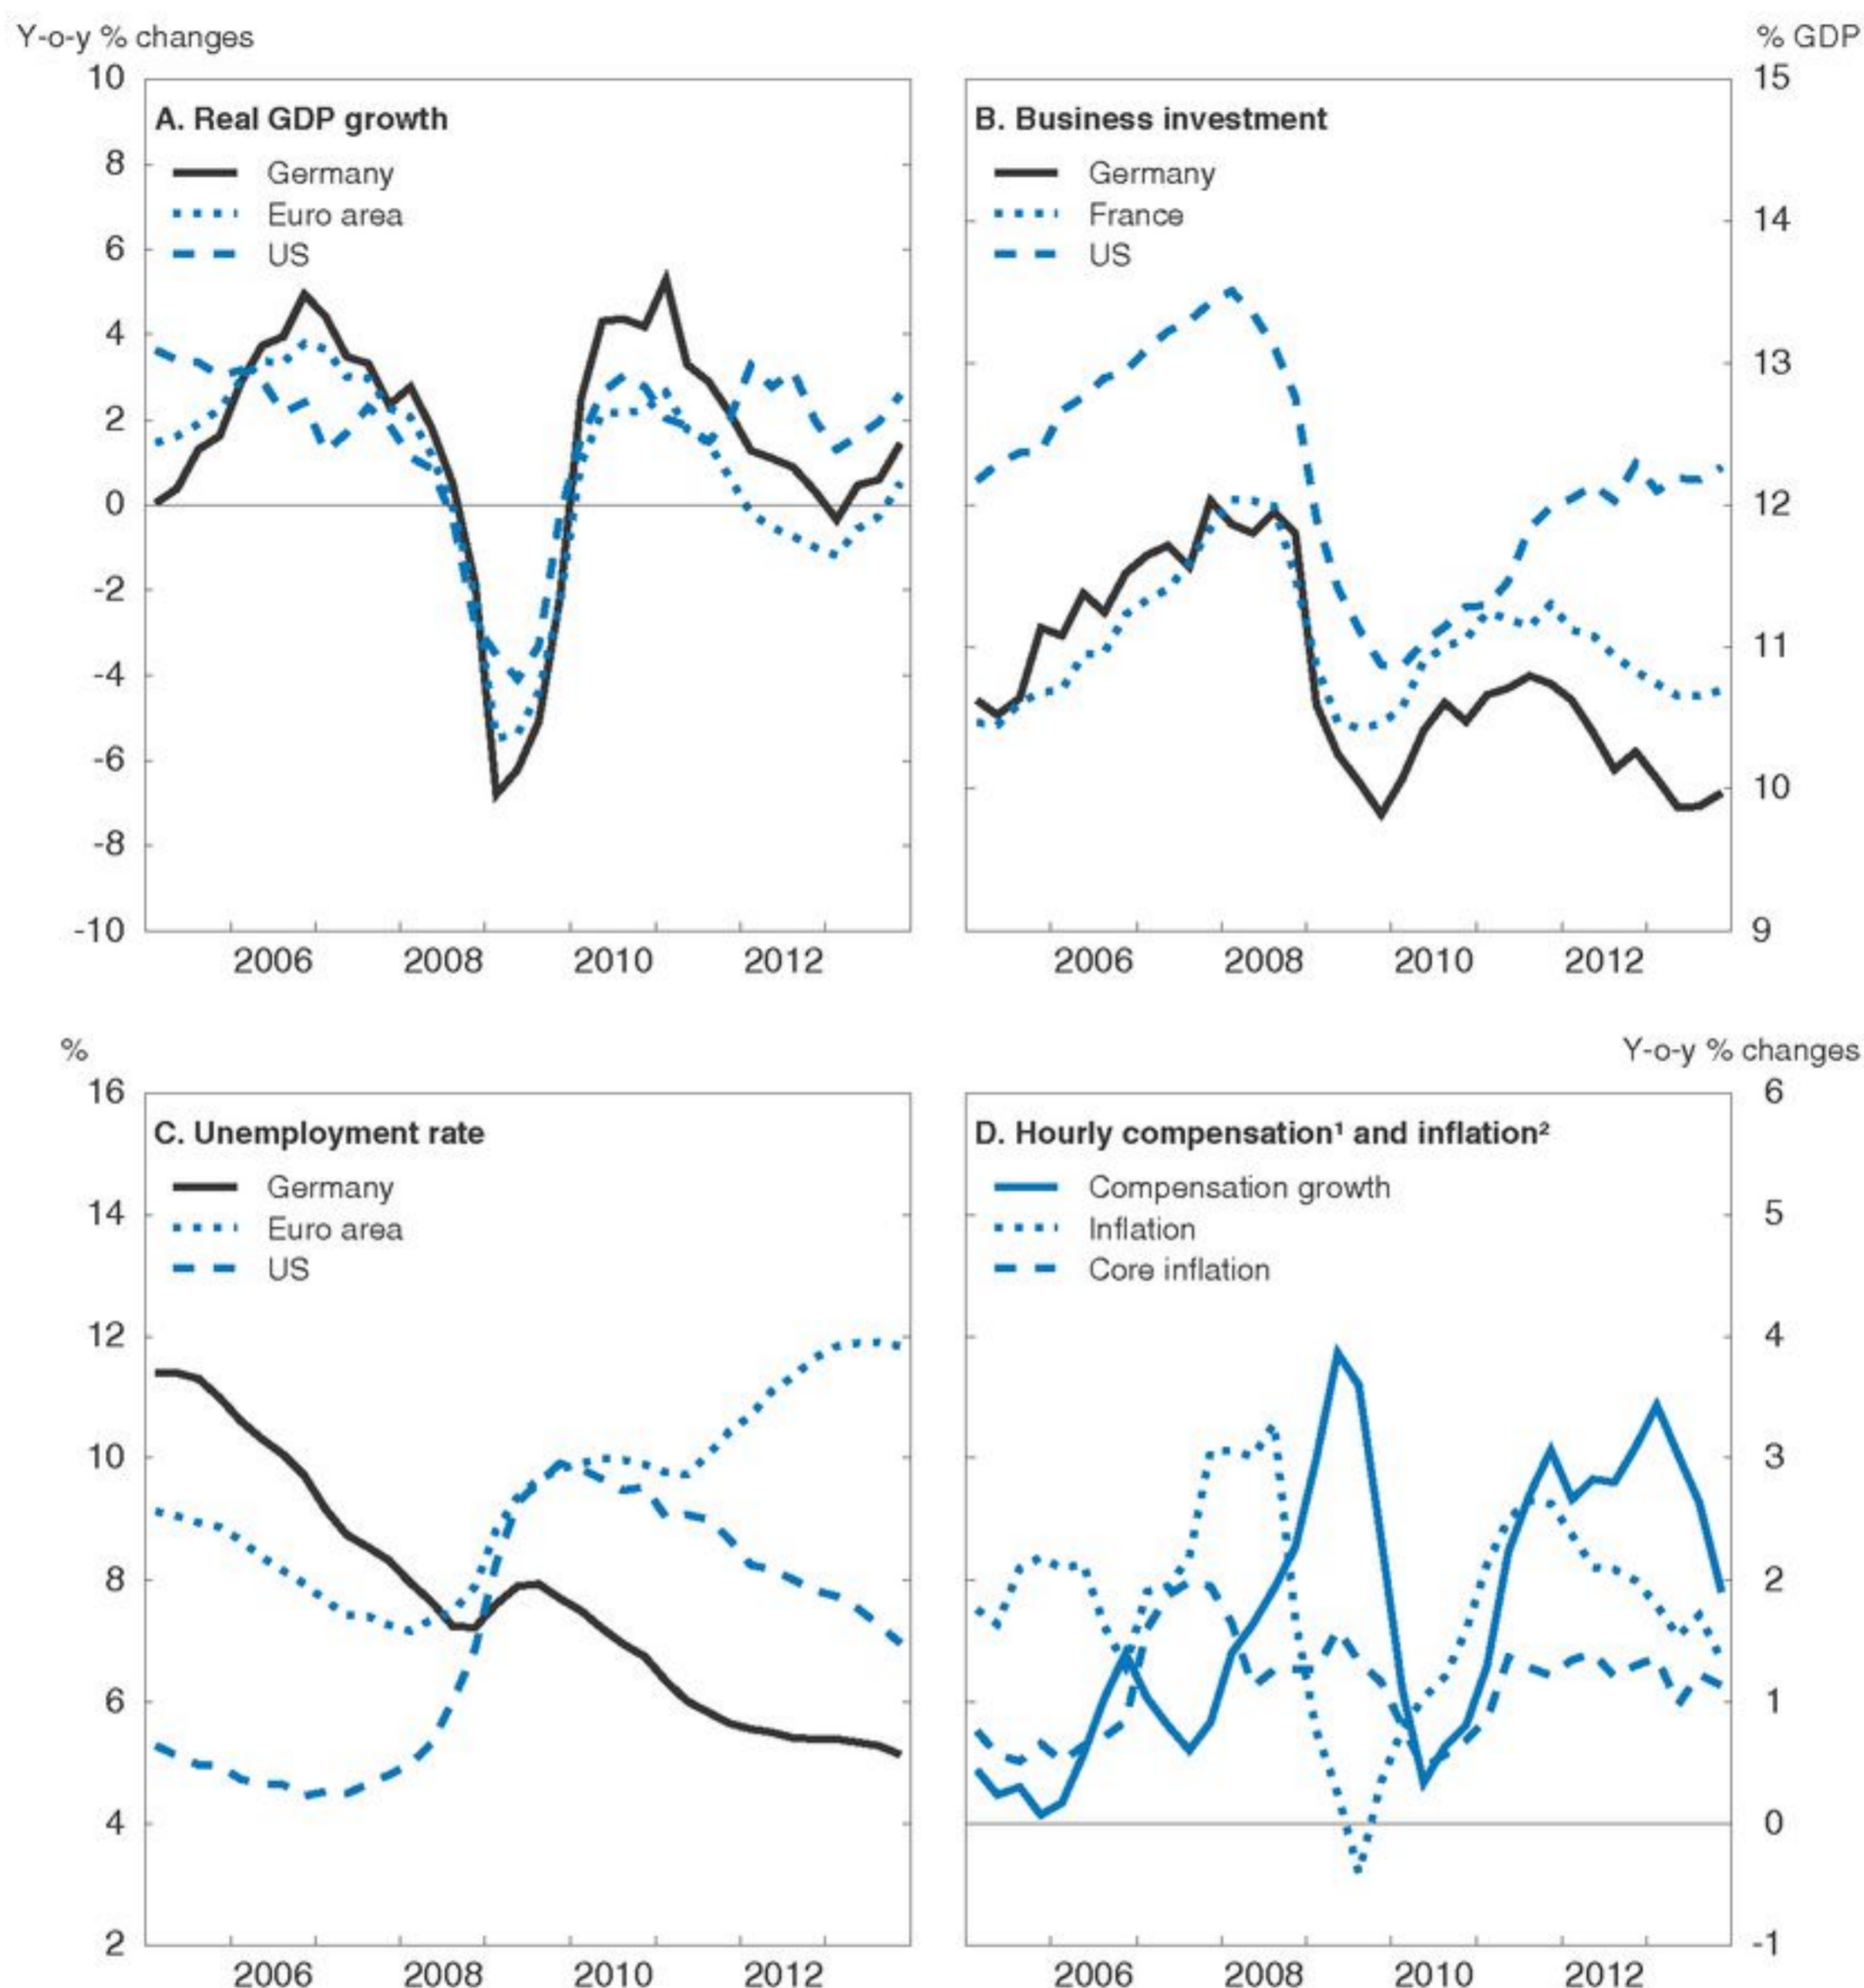 Y-o-y % changes
% GDP
A. Real GDP growth
Germany
Euro area
US
10
8
6
4
2
0
-2
-4
-6
-8
-10
2006 2008 2010 2012
B. Business investment
Germany
France
US
15
14
13
12
11
10
9
2006 2008 2010 2012
%
Y-o-y % changes
C. Unemployment rate
Germany
Euro area
US
16
14
12
10
8
6
4
2
2006 2008 2010 2012
D. Hourly compensation¹ and inflation²
Compensation growth
Inflation
Core inflation
6
5
4
3
2
1
0
-1
2006 2008 2010 2012